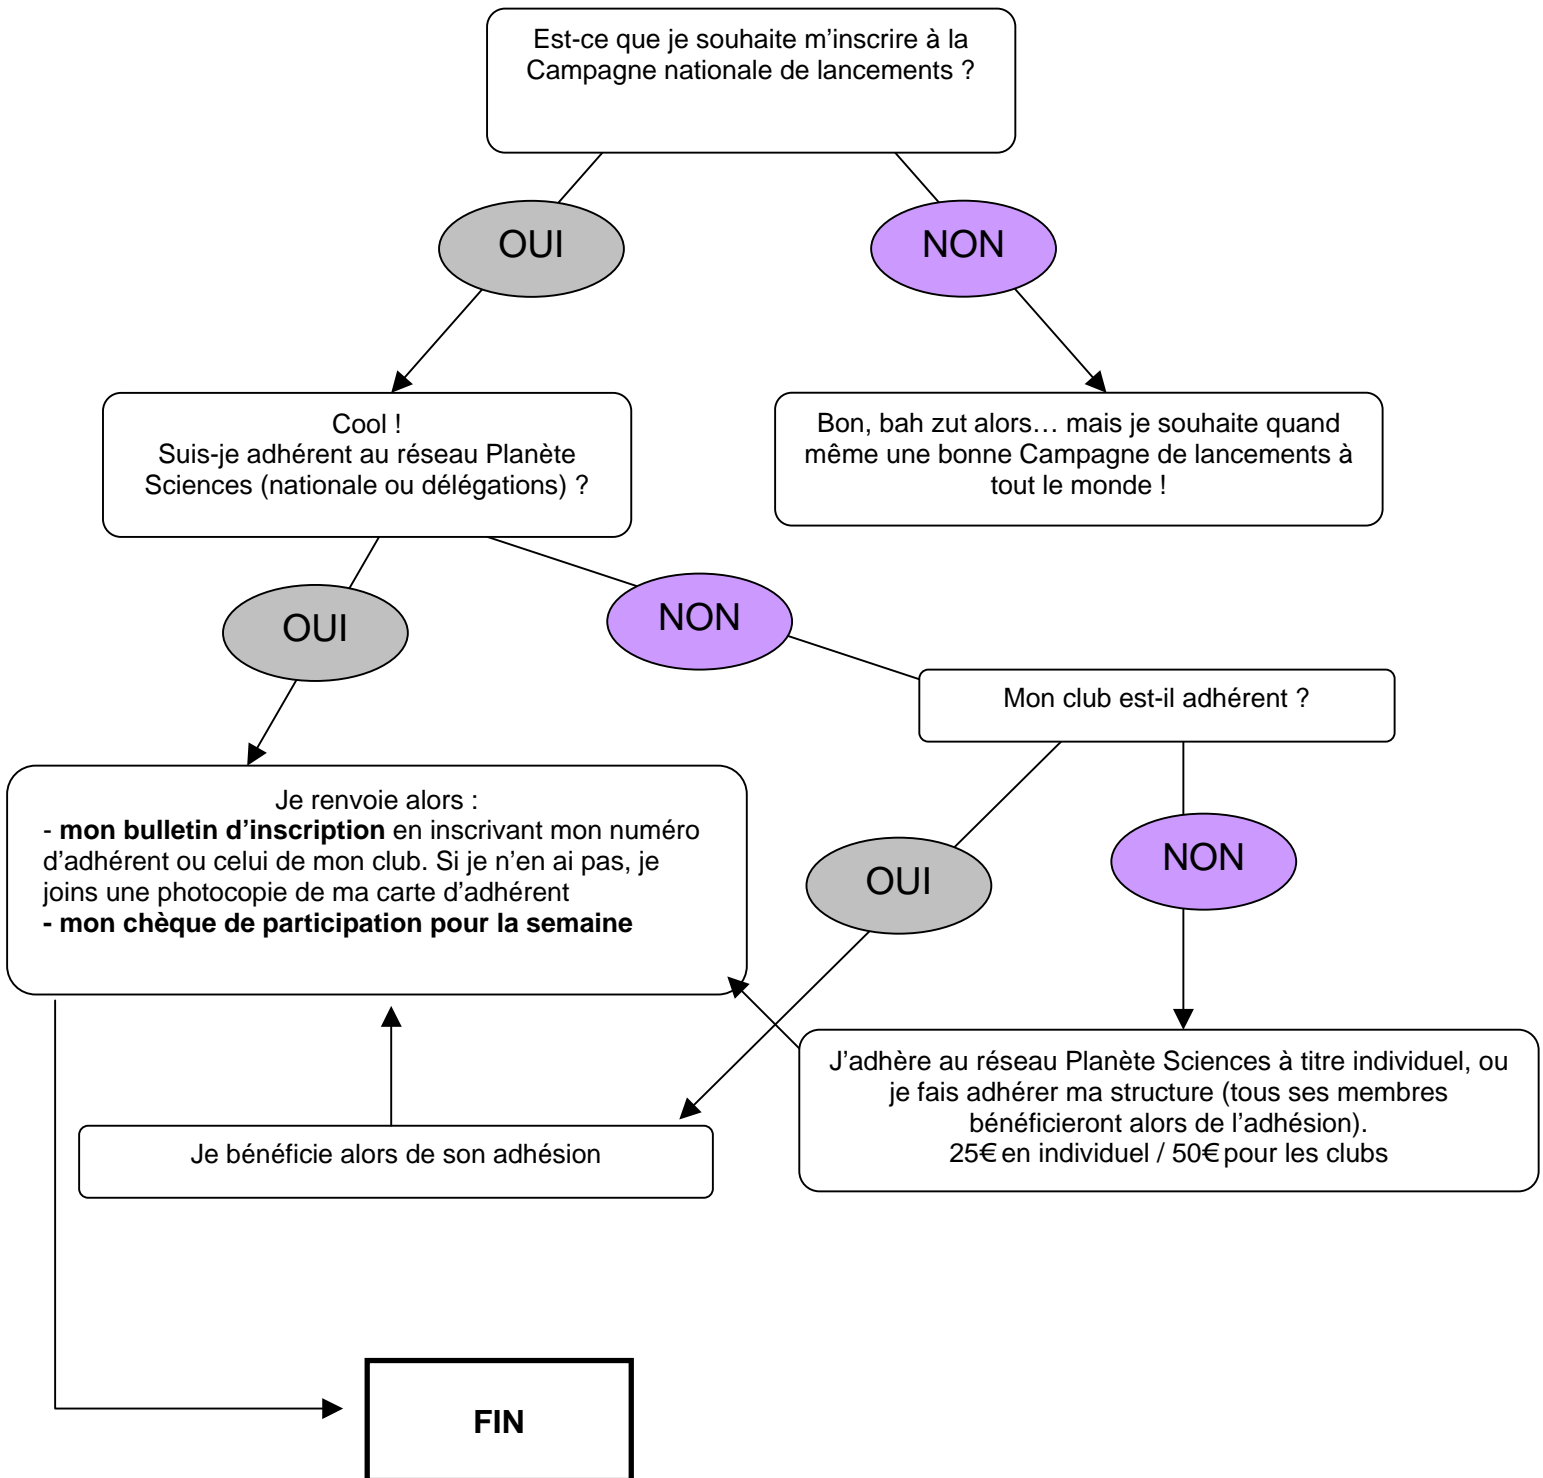 Est-ce que je souhaite m’inscrire à la
Campagne nationale de lancements ?
OUI
NON
Cool !
Suis-je adhérent au réseau Planète
Sciences (nationale ou délégations) ?
Bon, bah zut alors… mais je souhaite quand
même une bonne Campagne de lancements à
tout le monde !
OUI
NON
Mon club est-il adhérent ?
Je renvoie alors :
- mon bulletin d’inscription en inscrivant mon numéro
d’adhérent ou celui de mon club. Si je n’en ai pas, je
joins une photocopie de ma carte d’adhérent
- mon chèque de participation pour la semaine
OUI
NON
J’adhère au réseau Planète Sciences à titre individuel, ou
je fais adhérer ma structure (tous ses membres
bénéficieront alors de l’adhésion).
25€ en individuel / 50€ pour les clubs
Je bénéficie alors de son adhésion
FIN